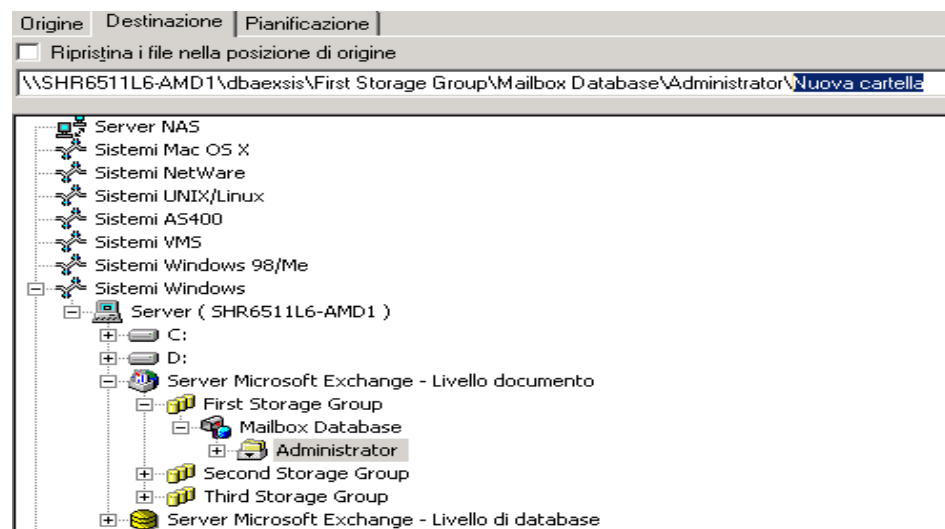 Origine Destinazione Pianificazione
Ripristina i file nella posizione di origine
\\SHR6511L6-AMD1\dbaexsis\First Storage Group\Mailbox Database\Administrator\Nuova cartella
Server NAS
Sistemi Mac OS X
Sistemi NetWare
Sistemi UNIX/Linux
Sistemi AS400
Sistemi VMS
Sistemi Windows 98/Me
Sistemi Windows
Server ( SHR6511L6-AMD1 )
C:
D:
Server Microsoft Exchange - Livello documento
First Storage Group
Mailbox Database
Administrator
Second Storage Group
Third Storage Group
Server Microsoft Exchange - Livello di database